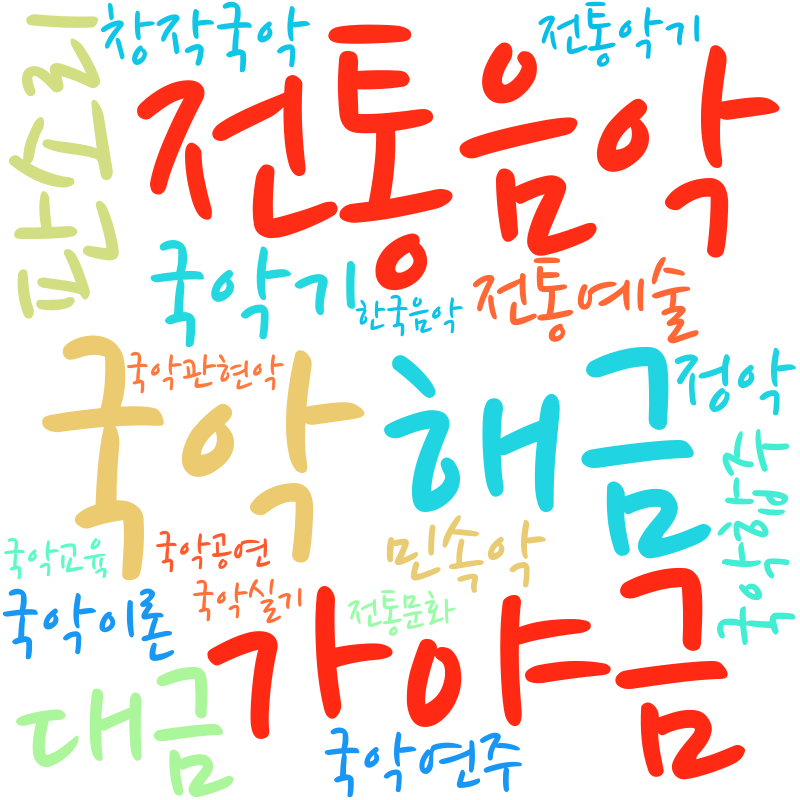 창작국악
전통악기
전통음악
판소리
국악기
한국음악
전통예술
국악관현악
국악
해금
정악
국악합주
민속악
국악교육
국악공연
국악이론
국악실기
전통문화
가야금
대금
국악연주